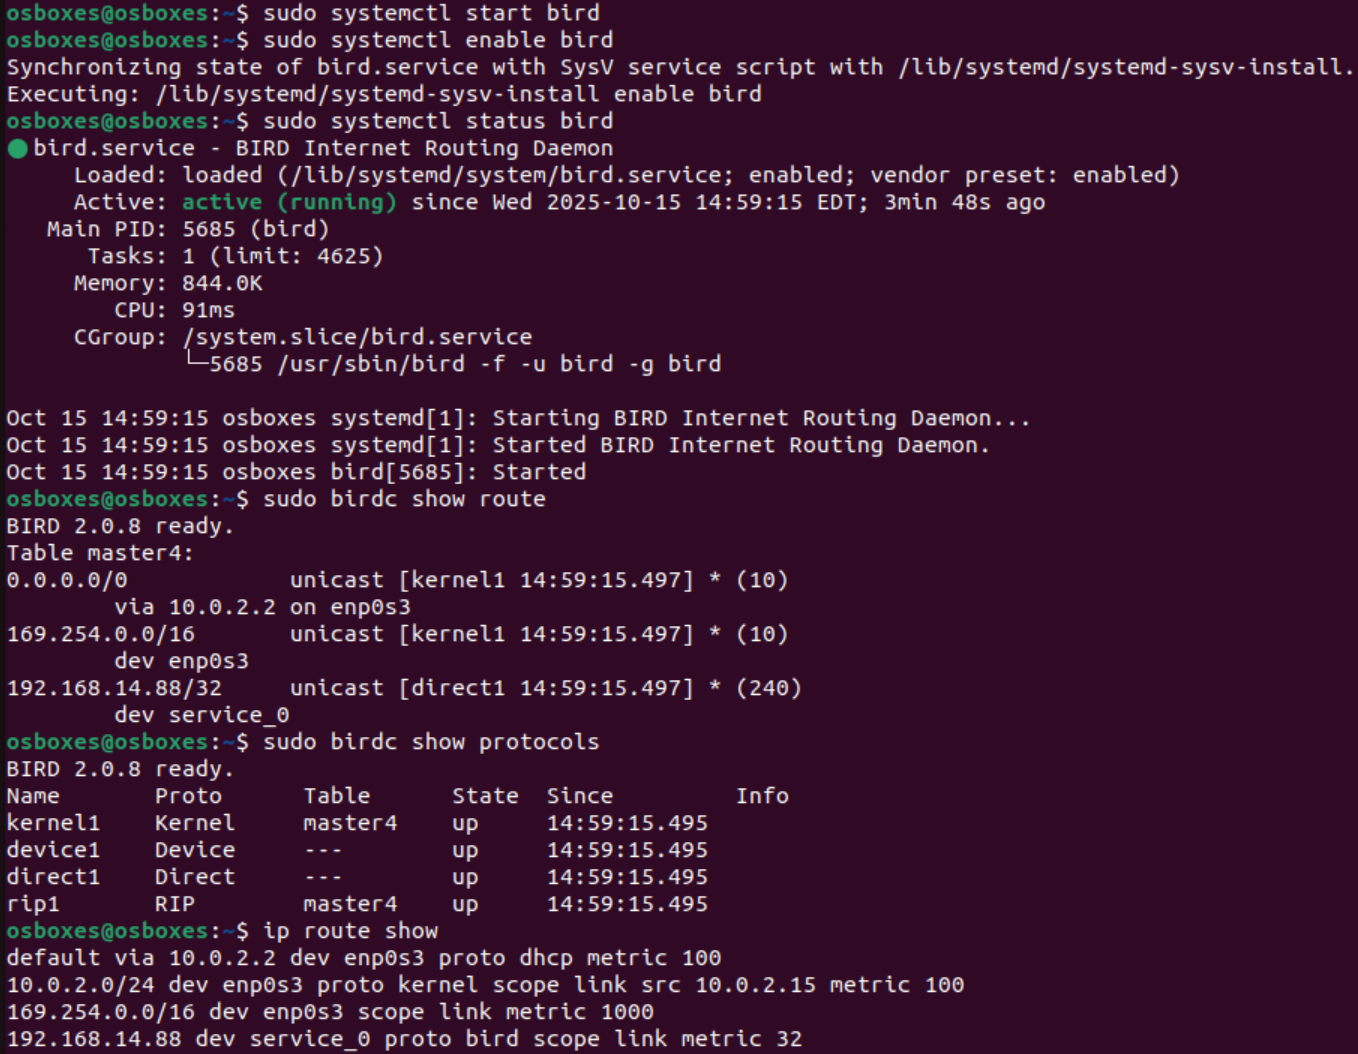 osboxes@osboxes:~$ sudo systemctl start bird
osboxes@osboxes:~$ sudo systemctl enable bird
Synchronizing state of bird.service with SysV service script with /lib/systemd/systemd-sysv-install.
Executing: /lib/systemd/systemd-sysv-install enable bird
osboxes@osboxes:~$ sudo systemctl status bird
● bird.service - BIRD Internet Routing Daemon
     Loaded: loaded (/lib/systemd/system/bird.service; enabled; vendor preset: enabled)
     Active: active (running) since Wed 2025-10-15 14:59:15 EDT; 3min 48s ago
   Main PID: 5685 (bird)
      Tasks: 1 (limit: 4625)
     Memory: 844.0K
        CPU: 91ms
     CGroup: /system.slice/bird.service
             └─5685 /usr/sbin/bird -f -u bird -g bird

Oct 15 14:59:15 osboxes systemd[1]: Starting BIRD Internet Routing Daemon...
Oct 15 14:59:15 osboxes systemd[1]: Started BIRD Internet Routing Daemon.
Oct 15 14:59:15 osboxes bird[5685]: Started
osboxes@osboxes:~$ sudo birdc show route
BIRD 2.0.8 ready.
Table master4:
0.0.0.0/0            unicast [kernel1 14:59:15.497] * (10)
        via 10.0.2.2 on enp0s3
169.254.0.0/16       unicast [kernel1 14:59:15.497] * (10)
        dev enp0s3
192.168.14.88/32     unicast [direct1 14:59:15.497] * (240)
        dev service_0
osboxes@osboxes:~$ sudo birdc show protocols
BIRD 2.0.8 ready.
Name       Proto      Table      State  Since         Info
kernel1    Kernel     master4    up     14:59:15.495
device1    Device     ---        up     14:59:15.495
direct1    Direct     ---        up     14:59:15.495
rip1       RIP        master4    up     14:59:15.495
osboxes@osboxes:~$ ip route show
default via 10.0.2.2 dev enp0s3 proto dhcp metric 100
10.0.2.0/24 dev enp0s3 proto kernel scope link src 10.0.2.15 metric 100
169.254.0.0/16 dev enp0s3 scope link metric 1000
192.168.14.88 dev service_0 proto bird scope link metric 32